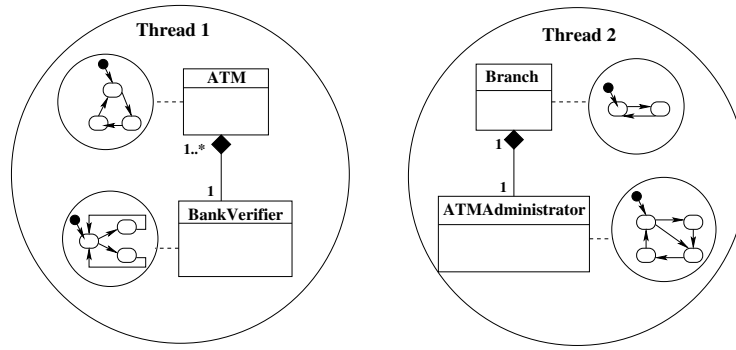 Thread 1
ATM
1..*
1
BankVerifier
Thread 2
Branch
1
1
ATMAdministrator